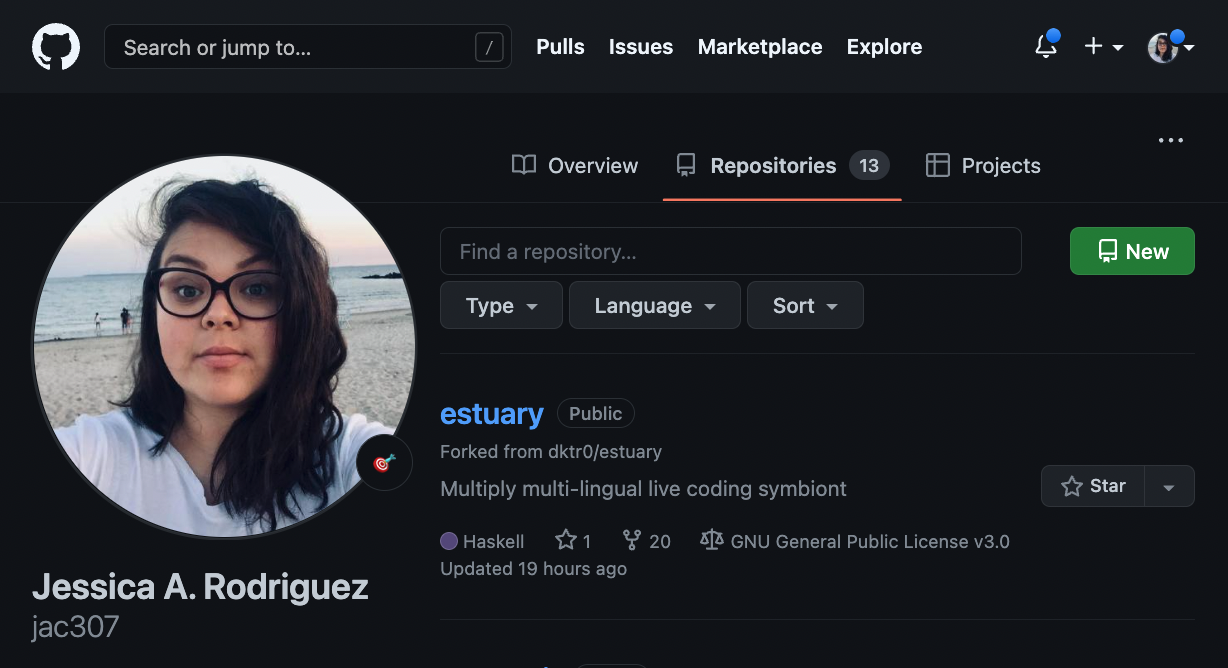 Search or jump to...
/
Pulls
Issues
Marketplace
Explore
Overview
Repositories 13
Projects
Find a repository...
New
Type
Language
Sort
estuary
Public
Forked from dktr0/estuary
Multiply multi-lingual live coding symbiont
Star
Haskell 1 20 GNU General Public License v3.0
Updated 19 hours ago
Jessica A. Rodriguez
jac307